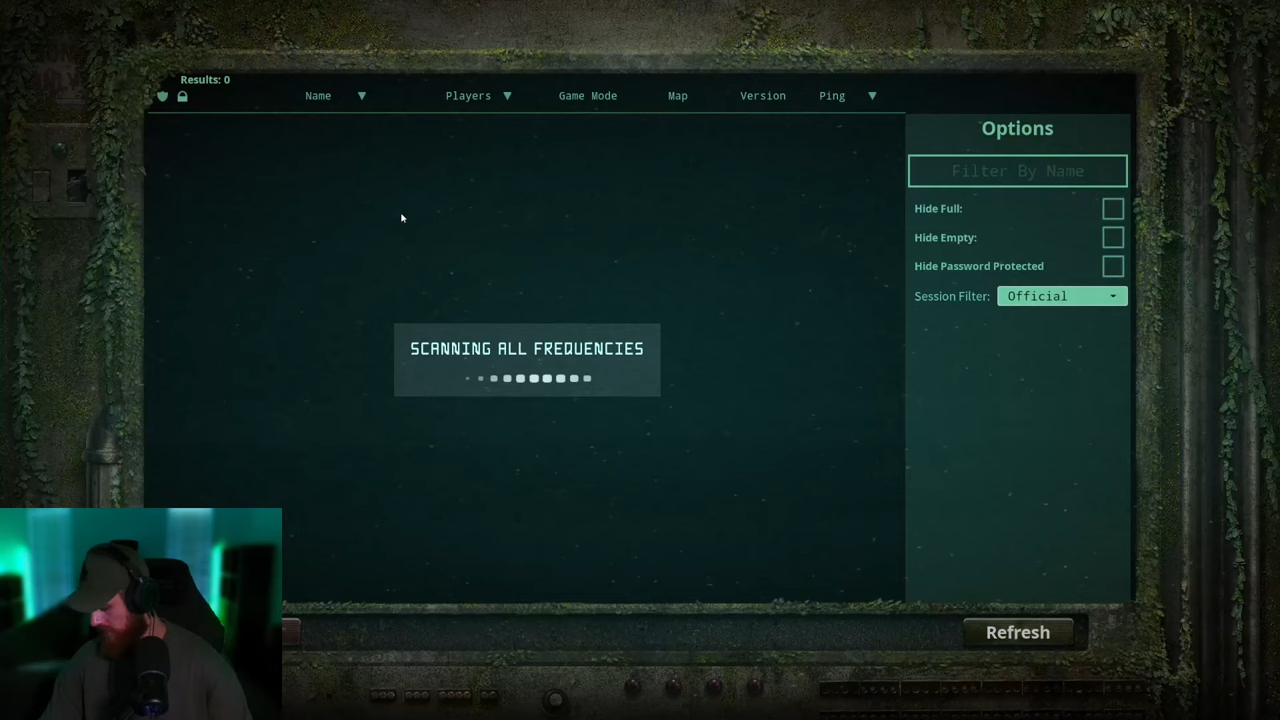 Results: 0
Name Players Game Mode Map Version Ping
Options
Filter By Name
Hide Full:
Hide Empty:
Hide Password Protected
Session Filter: Official
SCANNING ALL FREQUENCIES
Refresh